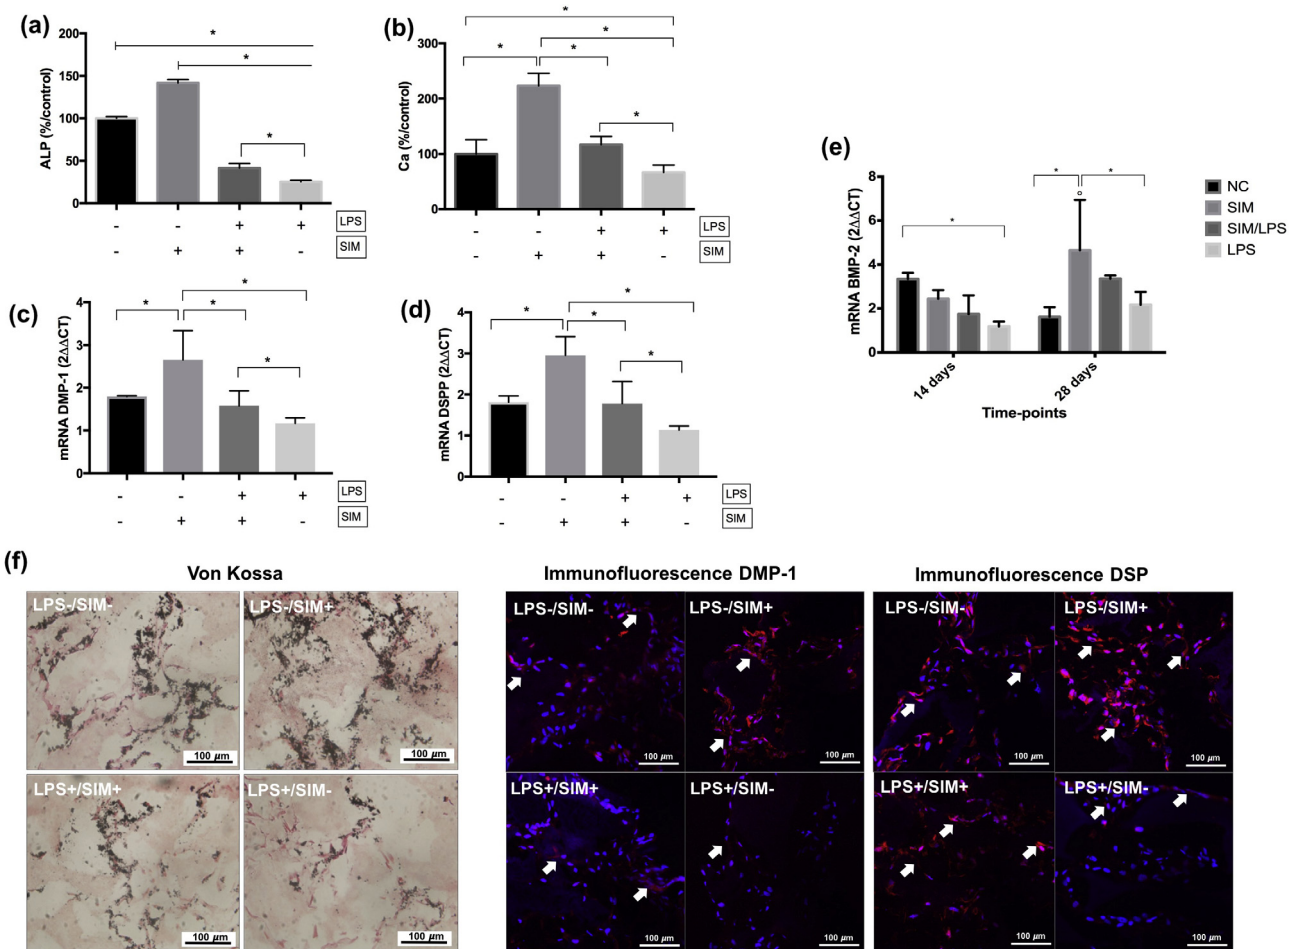 (a)
ALP (%/control)
200
150
100
50
0
*
*
*
- - + + LPS
- + + - SIM
(b)
Ca (%/control)
300
200
100
0
*
*
* *
*
- - + + LPS
- + + - SIM
(c)
mRNA DMP-1 (2ΔΔCT)
4
3
2
1
0
*
* *
*
- - + + LPS
- + + - SIM
(d)
mRNA DSPP (2ΔΔCT)
4
3
2
1
0
*
* *
*
- - + + LPS
- + + - SIM
(e)
mRNA BMP-2 (2ΔΔCT)
8
6
4
2
0
*
* *
°
14 days 28 days
Time-points
NC
SIM
SIM/LPS
LPS
(f)
Von Kossa
LPS-/SIM- LPS-/SIM+
100 µm 100 µm
LPS+/SIM+ LPS+/SIM-
100 µm 100 µm
Immunofluorescence DMP-1
LPS-/SIM- LPS-/SIM+
100 µm 100 µm
LPS+/SIM+ LPS+/SIM-
100 µm 100 µm
Immunofluorescence DSP
LPS-/SIM- LPS-/SIM+
100 µm 100 µm
LPS+/SIM+ LPS+/SIM-
100 µm 100 µm